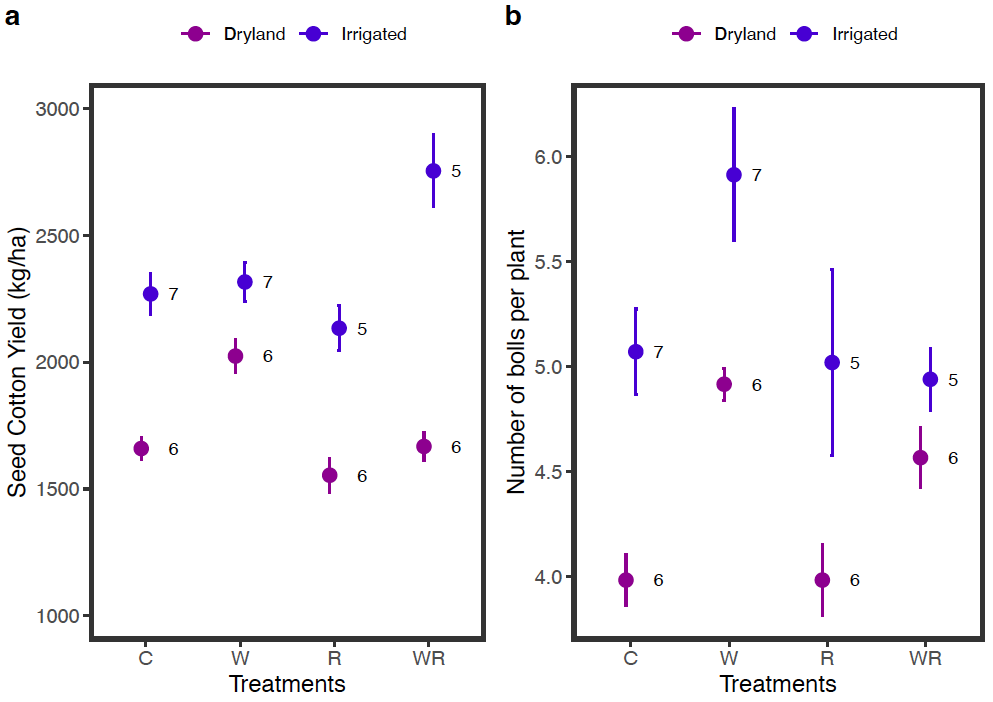 a
Dryland Irrigated
Seed Cotton Yield (kg/ha)
3000
2500
2000
1500
1000
7
6
7
6
5
6
5
6
C W R WR
Treatments
b
Dryland Irrigated
Number of bolls per plant
6.0
5.5
5.0
4.5
4.0
7
6
7
6
5
6
5
6
C W R WR
Treatments